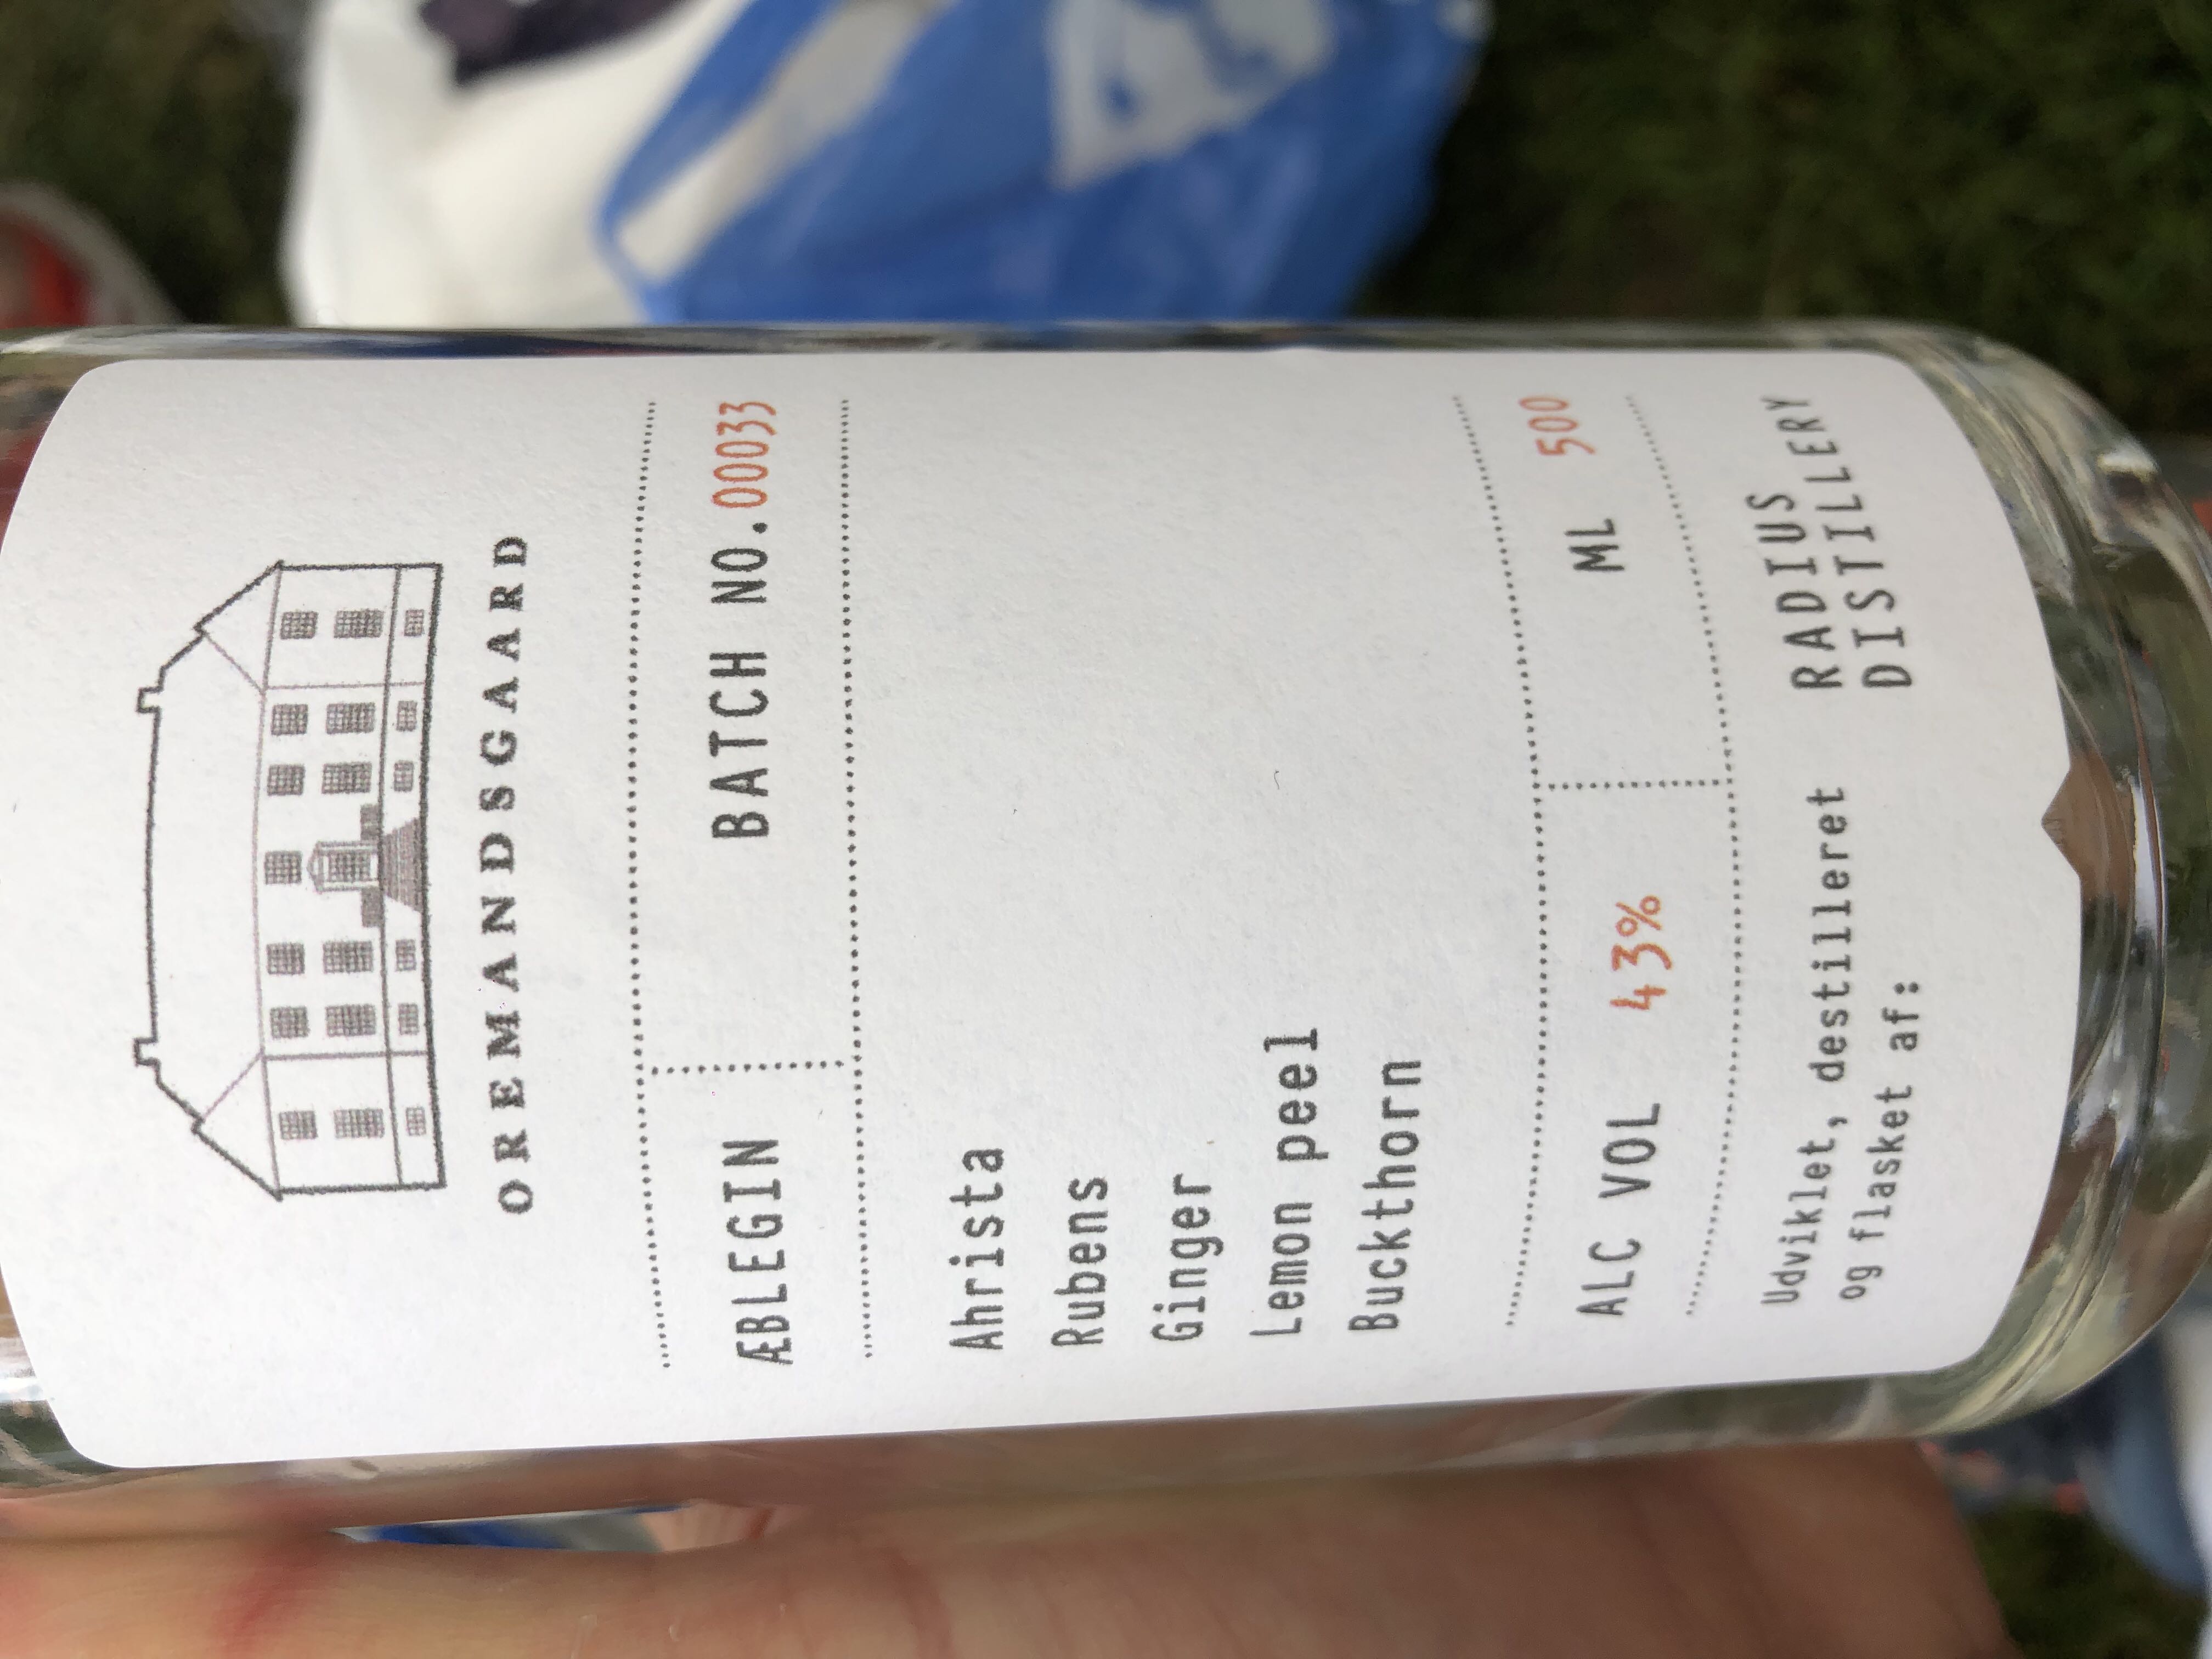 OREMANDSGAARD
ÆBLEGIN
BATCH NO.00033
Ahrista
Rubens
Ginger
Lemon peel
Buckthorn
ALC VOL 43%
ML 500
Udviklet, destilleret
og flasket af:
RADIUS
DISTILLERY